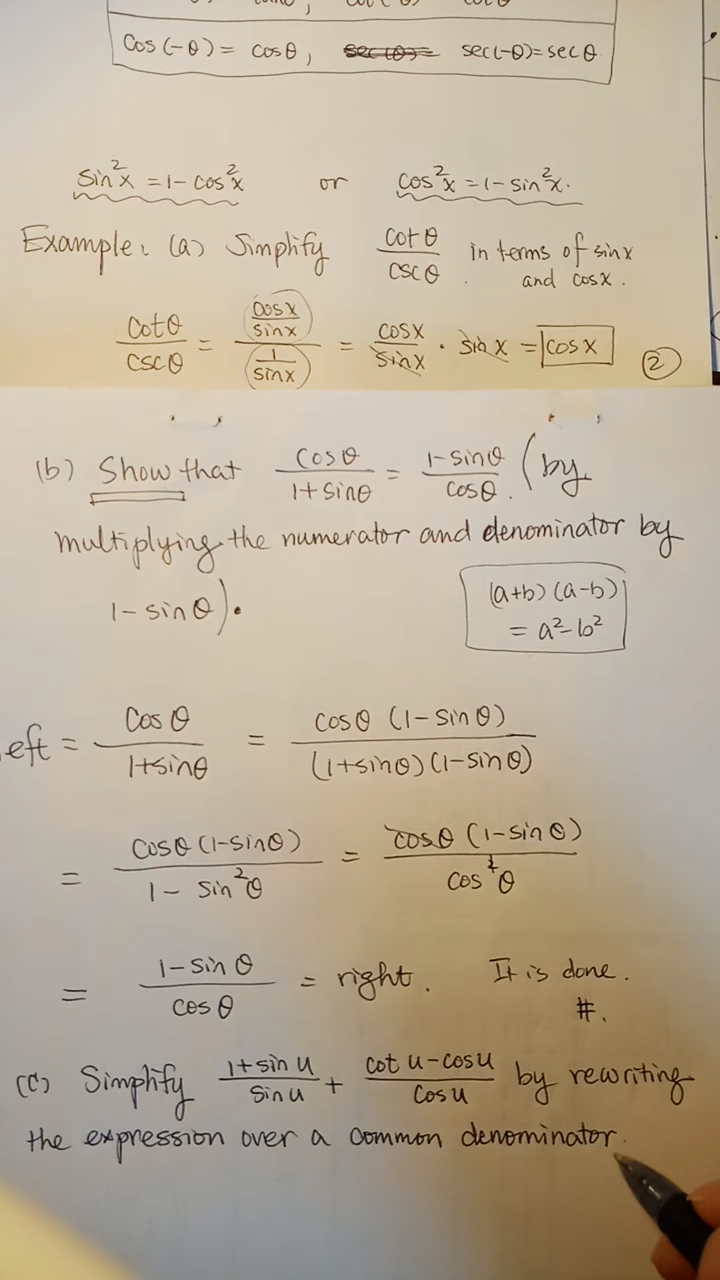 cos(-θ) = cosθ, sec(-θ)=secθ
sin²x = 1-cos²x or cos²x = 1-sin²x.
Example: (a) Simplify cotθ/cscθ in terms of sinx
and cosx.
cotθ/cscθ = (cosx/sinx)/(1/sinx) = cosx/sinx · sinx = cosx ②
(b) Show that cosθ/(1+sinθ) = (1-sinθ)/cosθ. (by
multiplying the numerator and denominator by
1-sinθ).
(a+b)(a-b)
= a²-b²
eft = cosθ/(1+sinθ) = cosθ(1-sinθ)/((1+sinθ)(1-sinθ))
= cosθ(1-sinθ)/(1-sin²θ) = cosθ(1-sinθ)/cos²θ
= (1-sinθ)/cosθ = right. It is done.
#.
(c) Simplify (1+sin u)/sin u + (cot u-cos u)/cos u by rewriting
the expression over a common denominator.